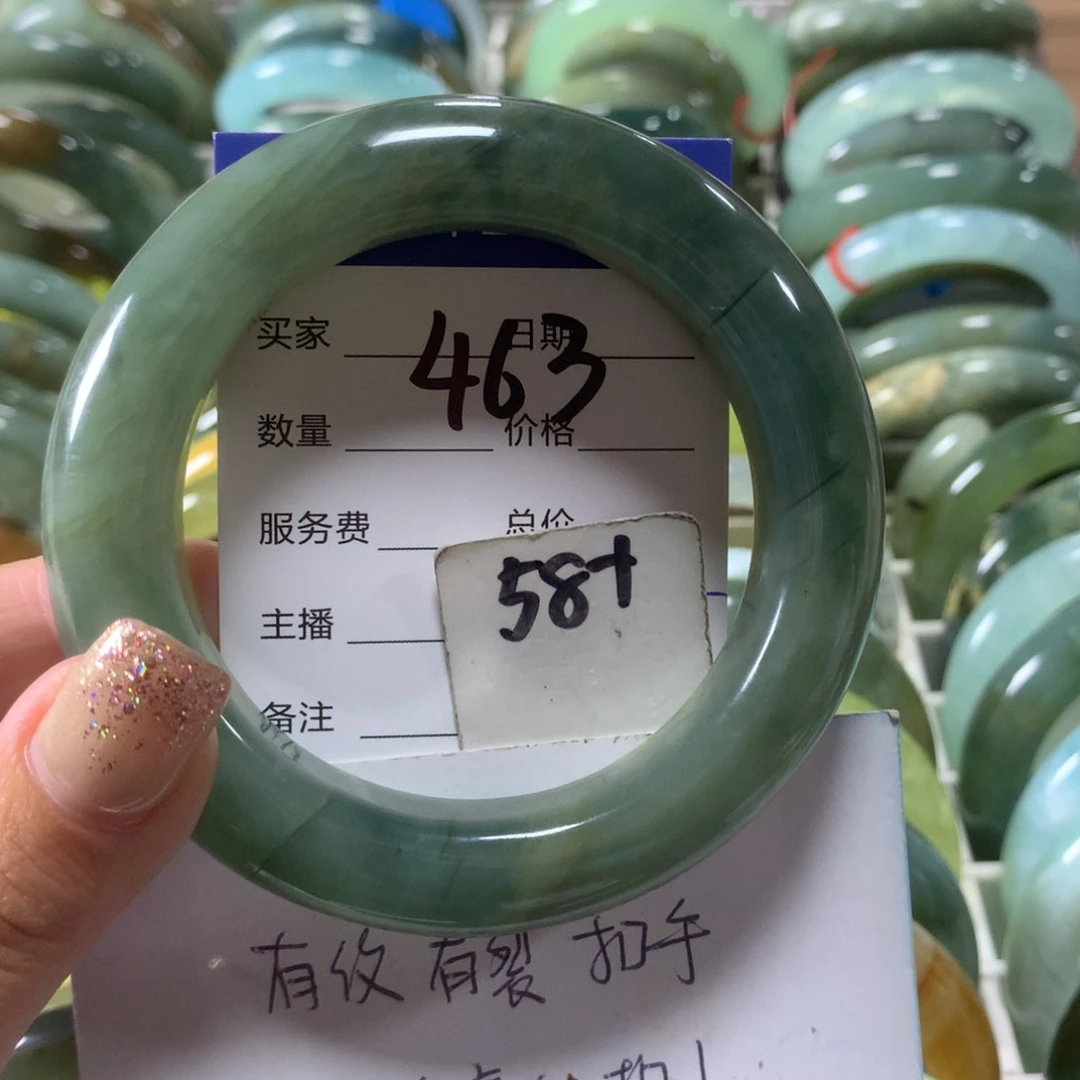 463
买家 日期
数量 价格
服务费 总价
58+
主播
备注
有纹 有裂 扣手